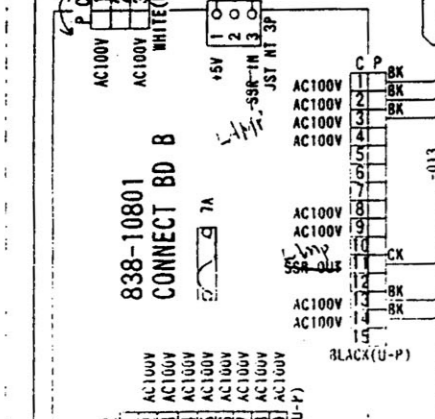 P
AC100V
AC100V
WHITE(
1 2 3
+5V
SSR-IN
JST NT 3P
LAMP
838-10801
CONNECT BD B
7A
C P
AC100V 1 BK
AC100V 2 BK
AC100V 3 BK
AC100V 4
5
6
7
AC100V 8
AC100V 9
10
SSR OUT 11 CK
12
AC100V 13 BK
AC100V 14 BK
15
BLACK(U-P)
-013
AC100V
AC100V
AC100V
AC100V
AC100V
AC100V
AC100V
AC100V
U-P)